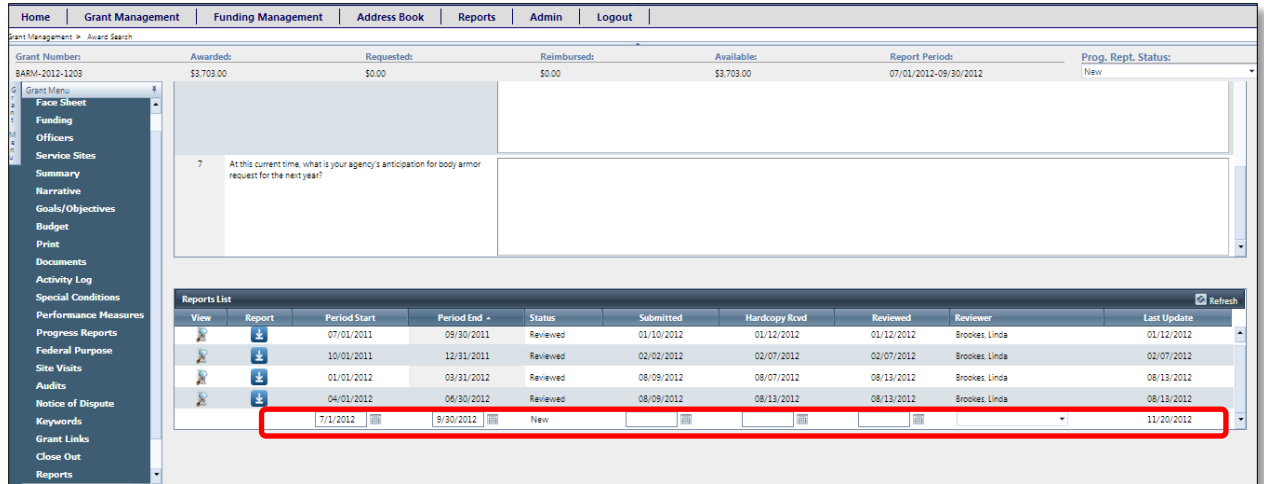 Home Grant Management Funding Management Address Book Reports Admin Logout
Grant Management > Award Search
Grant Number: Awarded: Requested: Reimbursed: Available: Report Period: Prog. Rept. Status:
BARM-2012-1203 $3,703.00 $0.00 $0.00 $3,703.00 07/01/2012-09/30/2012 New
Grant Menu
Grant Menu
Face Sheet
Funding
Officers
Service Sites
Summary
Narrative
Goals/Objectives
Budget
Print
Documents
Activity Log
Special Conditions
Performance Measures
Progress Reports
Federal Purpose
Site Visits
Audits
Notice of Dispute
Keywords
Grant Links
Close Out
Reports
7 At this current time, what is your agency's anticipation for body armor
request for the next year?
Reports List Refresh
View Report Period Start Period End Status Submitted Hardcopy Rcvd Reviewed Reviewer Last Update
07/01/2011 09/30/2011 Reviewed 01/10/2012 01/12/2012 01/12/2012 Brookes, Linda 01/12/2012
10/01/2011 12/31/2011 Reviewed 02/02/2012 02/07/2012 02/07/2012 Brookes, Linda 02/07/2012
01/01/2012 03/31/2012 Reviewed 08/09/2012 08/07/2012 08/13/2012 Brookes, Linda 08/13/2012
04/01/2012 06/30/2012 Reviewed 08/09/2012 08/13/2012 08/13/2012 Brookes, Linda 08/13/2012
7/1/2012 9/30/2012 New 11/20/2012